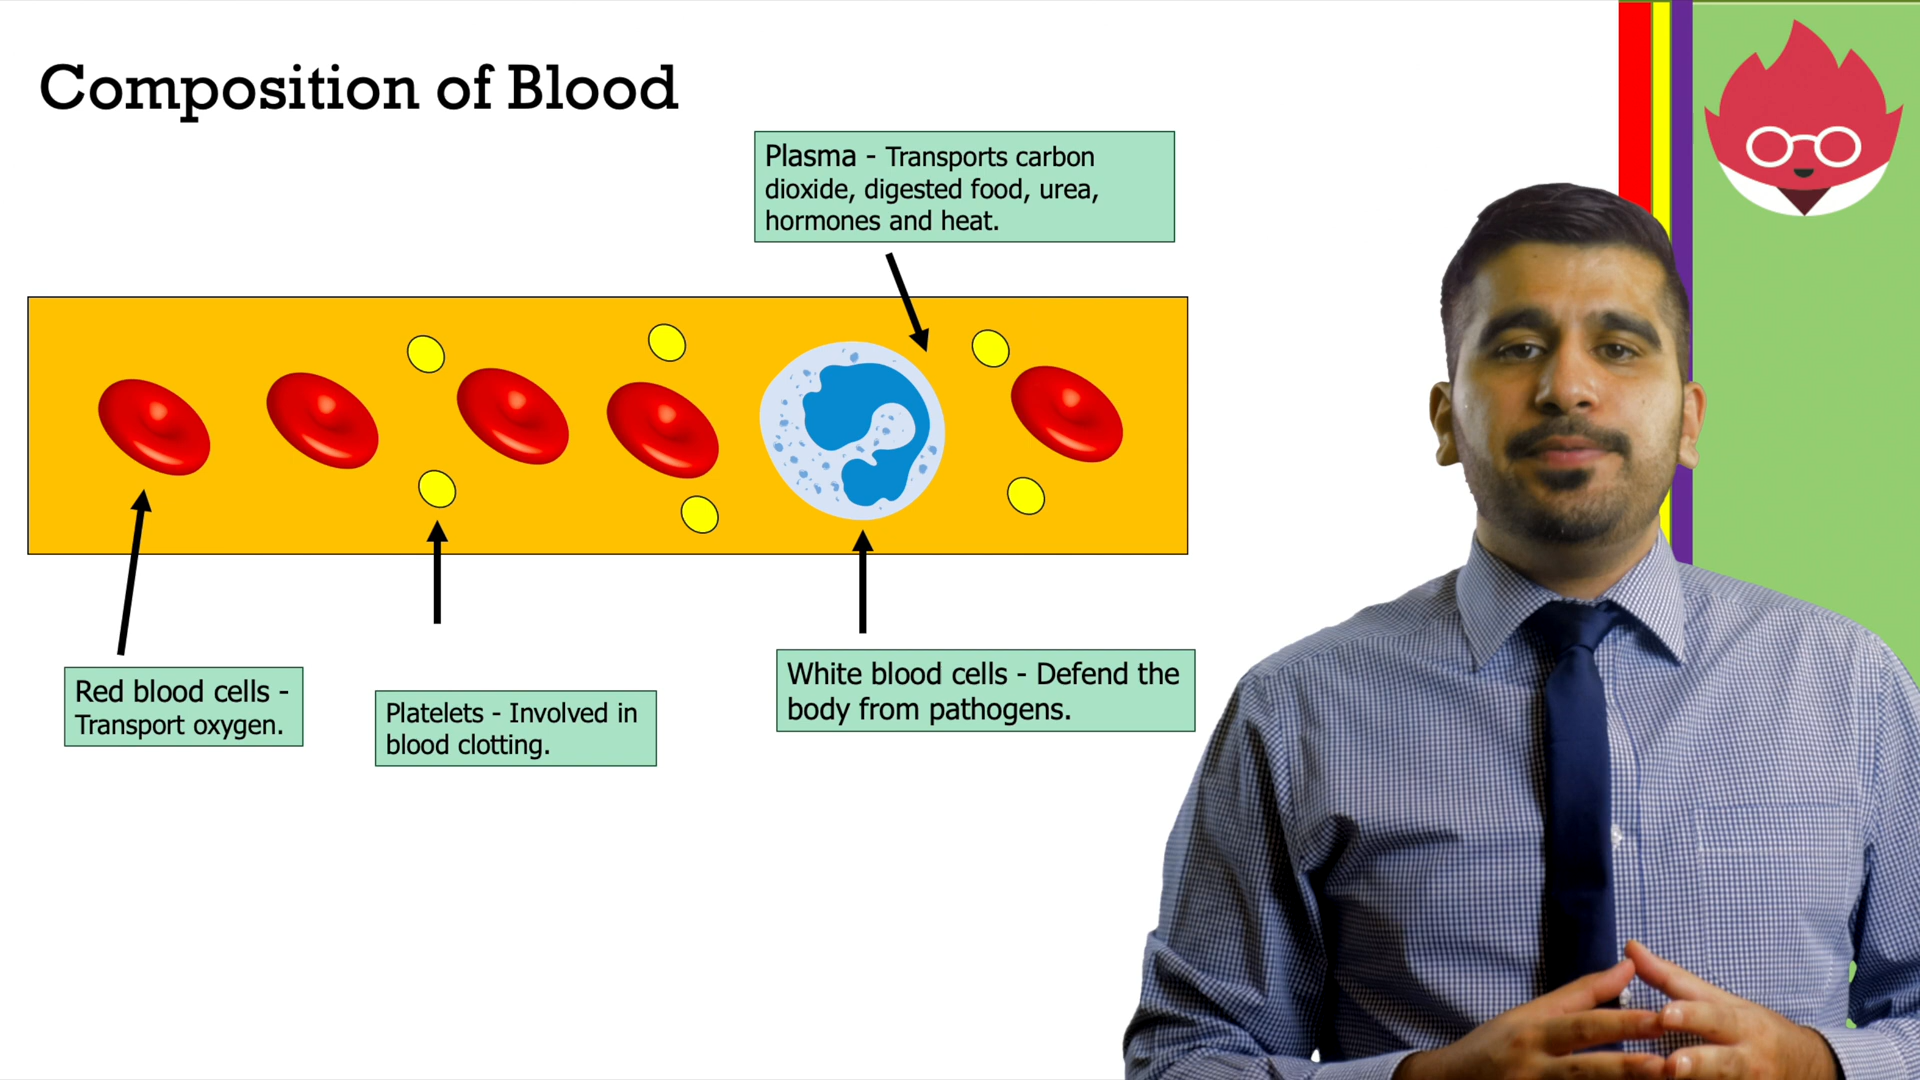 Composition of Blood
Plasma - Transports carbon
dioxide, digested food, urea,
hormones and heat.
Red blood cells -
Transport oxygen.
Platelets - Involved in
blood clotting.
White blood cells - Defend the
body from pathogens.